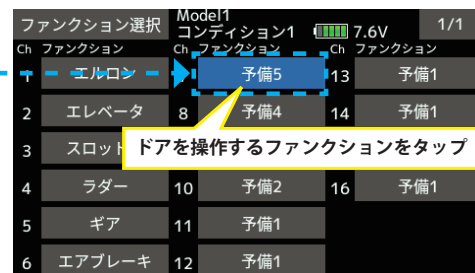 ファンクション選択 Model1 コンディション1 7.6V 1/1
Ch ファンクション Ch ファンクション Ch ファンクション
1 エルロン 予備5 13 予備1
2 エレベータ 8 予備4 14 予備1
3 スロット
ドアを操作するファンクションをタップ
4 ラダー 10 予備2 16 予備1
5 ギア 11 予備1
6 エアブレーキ 12 予備1